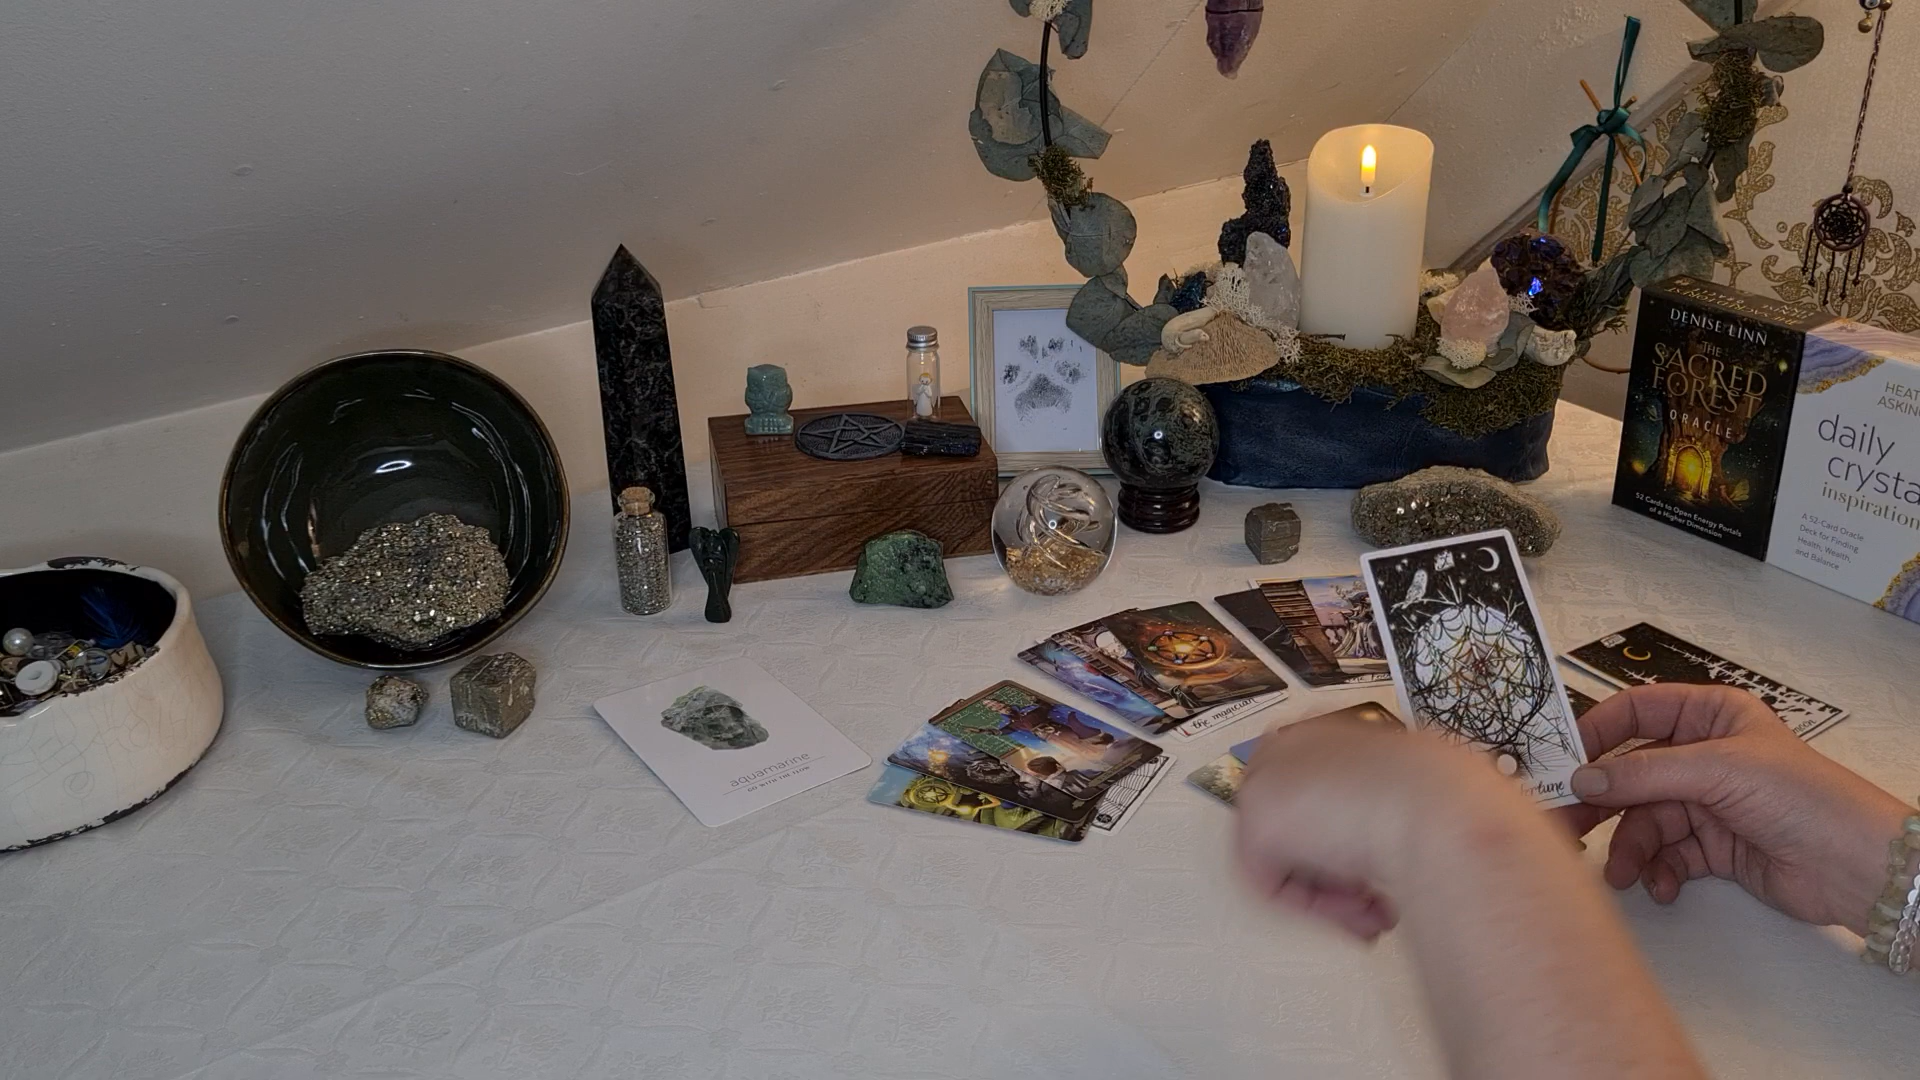 DENISE LINN
THE
SACRED
FOREST
ORACLE
52 Cards to Open Energy Portals
of a Higher Dimension
daily
inspiration
A 52-Card Oracle
Deck for Finding
Health, Wealth,
and Balance
aquamarine
GO WITH THE FLOW
the magician
fortune
moon